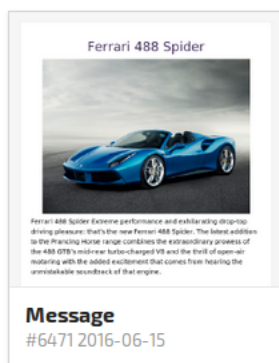 Ferrari 488 Spider
Ferrari 488 Spider Extreme performance and exhilarating drop-top
driving pleasure: that's the new Ferrari 488 Spider. The latest addition
to the Prancing Horse range combines the extraordinary prowess of
the 488 GTB's mid-rear turbo-charged V8 and the thrill of open-air
motoring with the added excitement that comes from hearing the
unmistakable soundtrack of that engine.
Message
#6471 2016-06-15